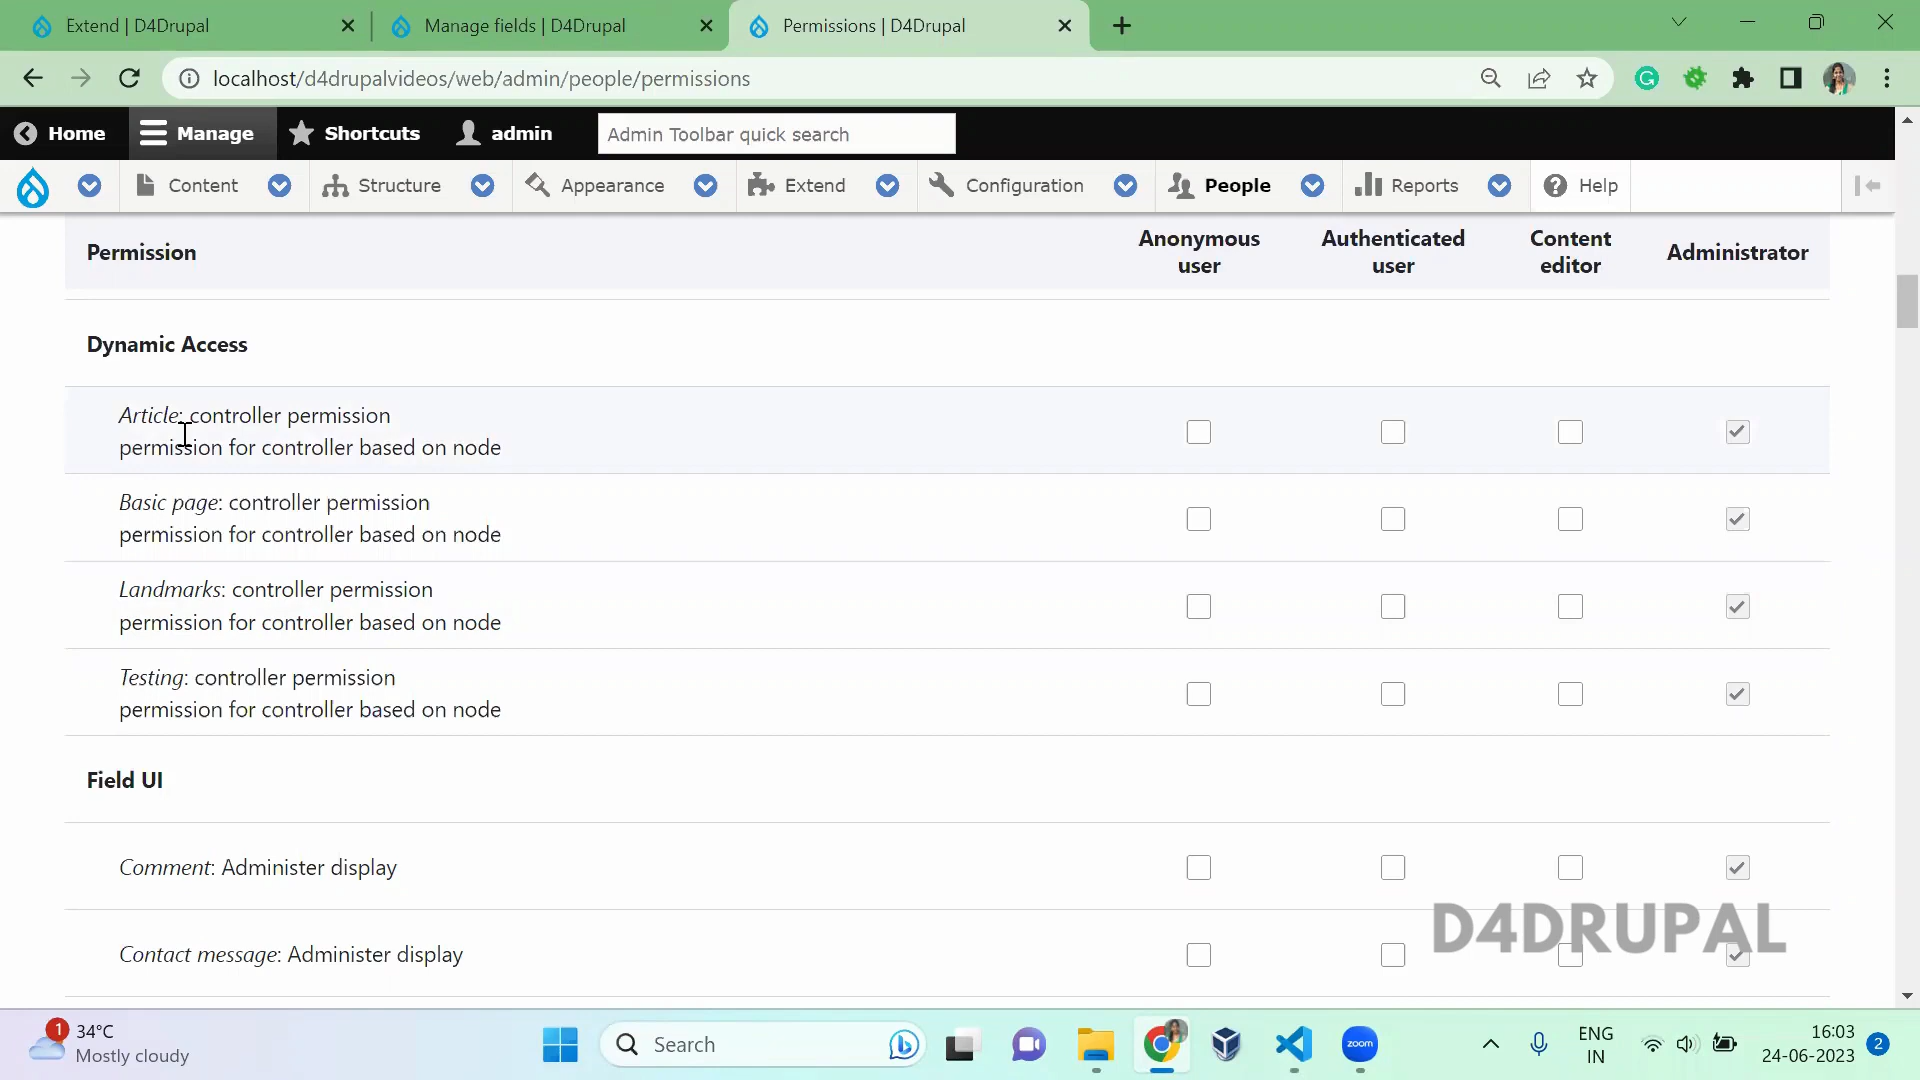 Extend | D4Drupal
Manage fields | D4Drupal
Permissions | D4Drupal
localhost/d4drupalvideos/web/admin/people/permissions
Home
Manage
Shortcuts
admin
Admin Toolbar quick search
Content
Structure
Appearance
Extend
Configuration
People
Reports
Help
Permission
Anonymous
user
Authenticated
user
Content
editor
Administrator
Dynamic Access
Article: controller permission
permission for controller based on node
Basic page: controller permission
permission for controller based on node
Landmarks: controller permission
permission for controller based on node
Testing: controller permission
permission for controller based on node
Field UI
Comment: Administer display
Contact message: Administer display
D4DRUPAL
1
34°C
Mostly cloudy
Search
zoom
ENG
IN
16:03
24-06-2023
2